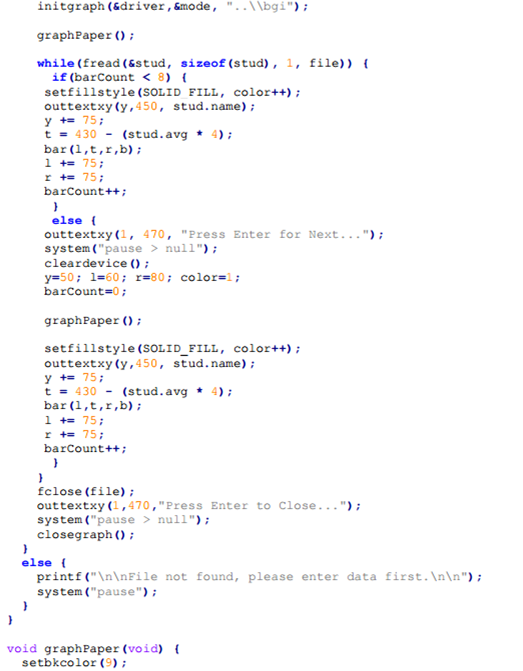 initgraph(&driver,&mode, "..\\bgi");
graphPaper();
while(fread(&stud, sizeof(stud), 1, file)) {
if(barCount < 8) {
setfillstyle(SOLID_FILL, color++);
outtextxy(y,450, stud.name);
y += 75;
t = 430 - (stud.avg * 4);
bar(l,t,r,b);
l += 75;
r += 75;
barCount++;
}
else {
outtextxy(1, 470, "Press Enter for Next...");
system("pause > null");
cleardevice();
y=50; l=60; r=80; color=1;
barCount=0;
graphPaper();
setfillstyle(SOLID_FILL, color++);
outtextxy(y,450, stud.name);
y += 75;
t = 430 - (stud.avg * 4);
bar(l,t,r,b);
l += 75;
r += 75;
barCount++;
}
}
fclose(file);
outtextxy(1,470,"Press Enter to Close...");
system("pause > null");
closegraph();
}
else {
printf("\n\nFile not found, please enter data first.\n\n");
system("pause");
}
}
void graphPaper(void) {
setbkcolor(9);